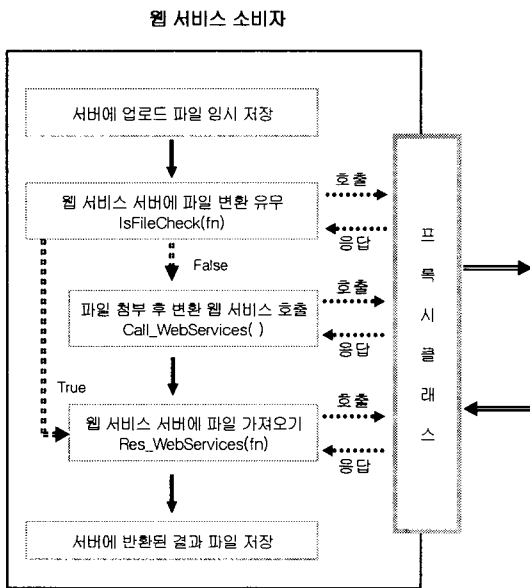 웹 서비스 소비자
서버에 업로드 파일 임시 저장
웹 서비스 서버에 파일 변환 유무
IsFileCheck(fn)
호출
응답
False
파일 첨부 후 변환 웹 서비스 호출
Call_WebServices( )
호출
응답
True
웹 서비스 서버에 파일 가져오기
Res_WebServices(fn)
호출
응답
서버에 반환된 결과 파일 저장
프
록
시
클
래
스